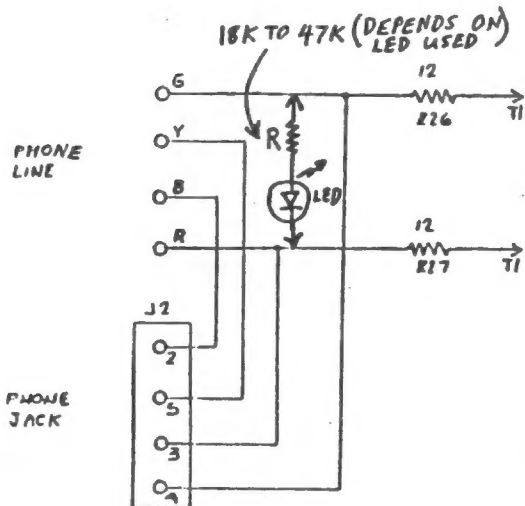 18K TO 47K (DEPENDS ON
LED USED)
G
12
R26
T1
Y
PHONE
LINE
R
B
LED
R
12
R27
T1
J2
2
5
PHONE
JACK
3
4